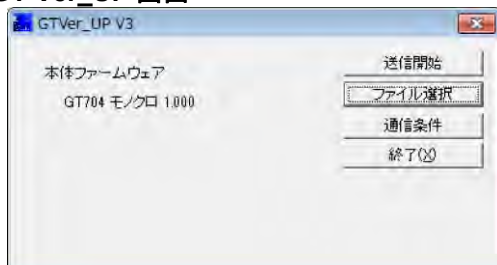 GTVer_UP V3
本体ファームウェア
GT704 モノクロ 1.000
送信開始
ファイル選択
通信条件
終了(X)